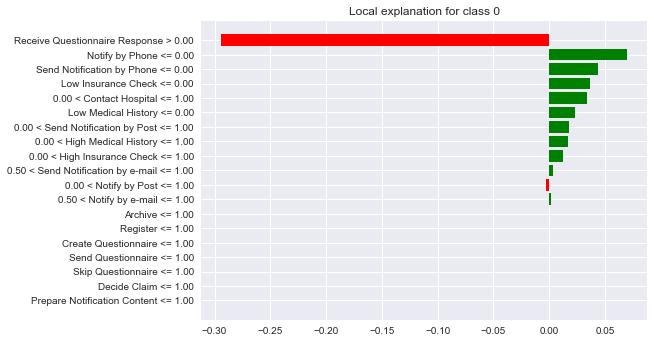 Local explanation for class 0
Receive Questionnaire Response > 0.00
Notify by Phone <= 0.00
Send Notification by Phone <= 0.00
Low Insurance Check <= 0.00
0.00 < Contact Hospital <= 1.00
Low Medical History <= 0.00
0.00 < Send Notification by Post <= 1.00
0.00 < High Medical History <= 1.00
0.00 < High Insurance Check <= 1.00
0.50 < Send Notification by e-mail <= 1.00
0.00 < Notify by Post <= 1.00
0.50 < Notify by e-mail <= 1.00
Archive <= 1.00
Register <= 1.00
Create Questionnaire <= 1.00
Send Questionnaire <= 1.00
Skip Questionnaire <= 1.00
Decide Claim <= 1.00
Prepare Notification Content <= 1.00
−0.30 −0.25 −0.20 −0.15 −0.10 −0.05 0.00 0.05